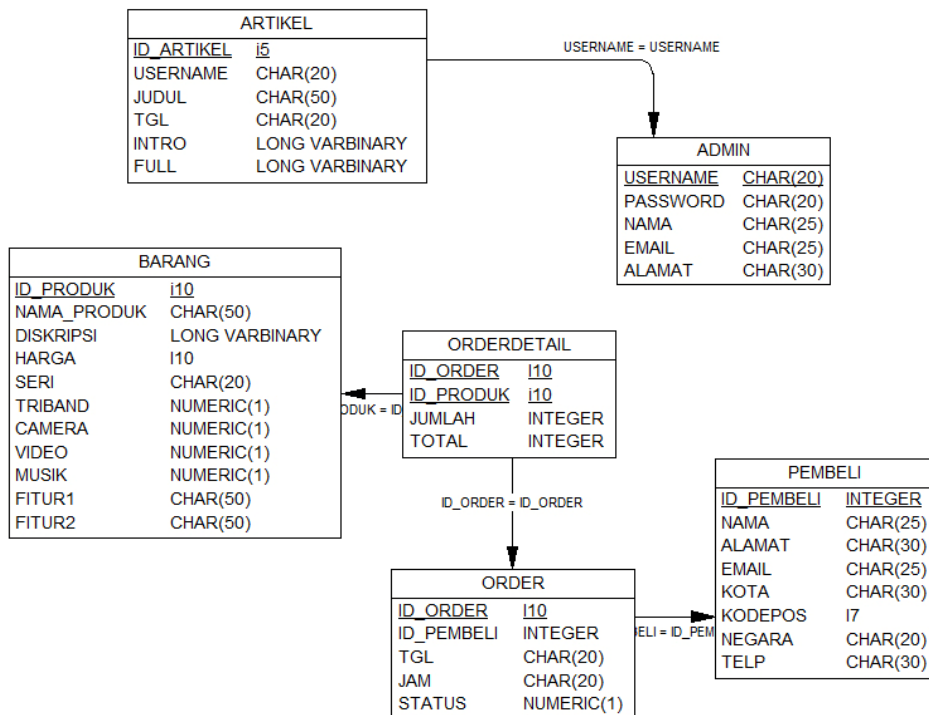 ARTIKEL
ID_ARTIKEL i5
USERNAME CHAR(20)
JUDUL CHAR(50)
TGL CHAR(20)
INTRO LONG VARBINARY
FULL LONG VARBINARY
USERNAME = USERNAME
ADMIN
USERNAME CHAR(20)
PASSWORD CHAR(20)
NAMA CHAR(25)
EMAIL CHAR(25)
ALAMAT CHAR(30)
BARANG
ID_PRODUK i10
NAMA_PRODUK CHAR(50)
DISKRIPSI LONG VARBINARY
HARGA I10
SERI CHAR(20)
TRIBAND NUMERIC(1)
CAMERA NUMERIC(1)
VIDEO NUMERIC(1)
MUSIK NUMERIC(1)
FITUR1 CHAR(50)
FITUR2 CHAR(50)
ODUK = ID
ORDERDETAIL
ID_ORDER I10
ID_PRODUK i10
JUMLAH INTEGER
TOTAL INTEGER
ID_ORDER = ID_ORDER
ORDER
ID_ORDER I10
ID_PEMBELI INTEGER
TGL CHAR(20)
JAM CHAR(20)
STATUS NUMERIC(1)
ELI = ID_PEM
PEMBELI
ID_PEMBELI INTEGER
NAMA CHAR(25)
ALAMAT CHAR(30)
EMAIL CHAR(25)
KOTA CHAR(30)
KODEPOS I7
NEGARA CHAR(20)
TELP CHAR(30)